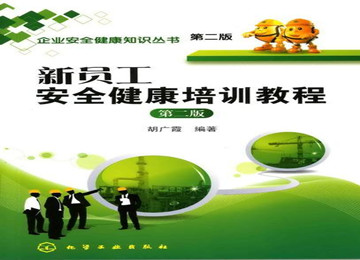 企业安全健康知识丛书 第二版
新员工
安全健康培训教程
第二版
胡广霞 编著
化学工业出版社